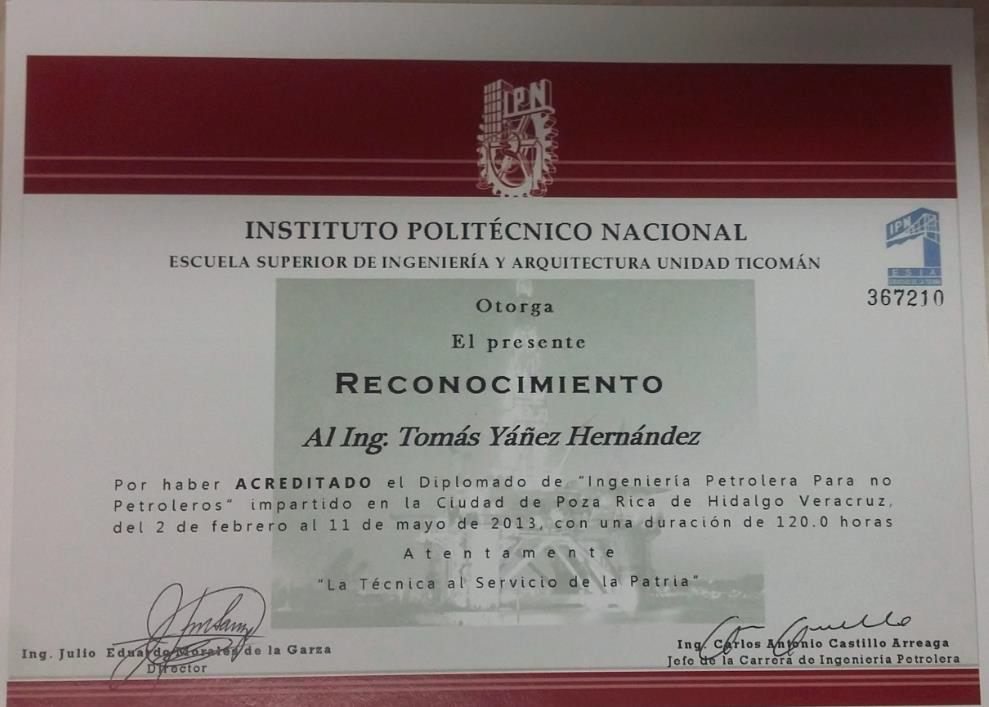 IPN
INSTITUTO POLITÉCNICO NACIONAL
ESCUELA SUPERIOR DE INGENIERÍA Y ARQUITECTURA UNIDAD TICOMÁN
IPN
ESIA
367210
Otorga
El presente
RECONOCIMIENTO
Al Ing. Tomás Yáñez Hernández
Por haber ACREDITADO el Diplomado de "Ingeniería Petrolera Para no
Petroleros" impartido en la Ciudad de Poza Rica de Hidalgo Veracruz,
del 2 de febrero al 11 de mayo de 2013, con una duración de 120.0 horas
Atentamente
"La Técnica al Servicio de la Patria"
Ing. Julio Eduardo Morales de la Garza
Director
Ing. Carlos Antonio Castillo Arreaga
Jefe de la Carrera de Ingeniería Petrolera